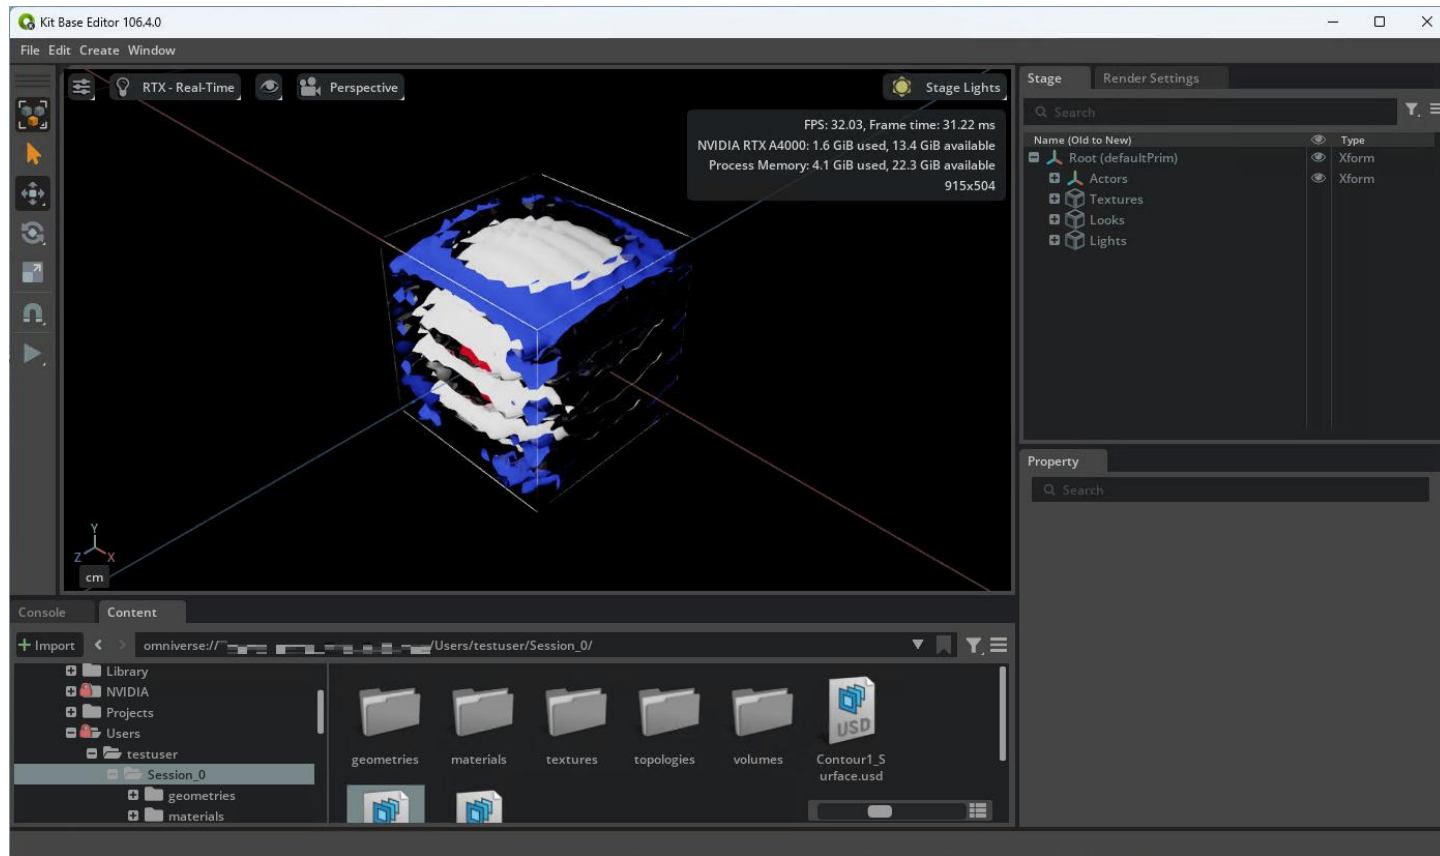 Kit Base Editor 106.4.0
File Edit Create Window
RTX - Real-Time
Perspective
Stage Lights
FPS: 32.03, Frame time: 31.22 ms
NVIDIA RTX A4000: 1.6 GiB used, 13.4 GiB available
Process Memory: 4.1 GiB used, 22.3 GiB available
915x504
Y
Z X
cm
Stage Render Settings
Search
Name (Old to New) Type
Root (defaultPrim) Xform
Actors Xform
Textures
Looks
Lights
Property
Search
Console Content
Import
omniverse://
/Users/testuser/Session_0/
Library
NVIDIA
Projects
Users
testuser
Session_0
geometries
materials
geometries materials textures topologies volumes
USD
Contour1_S
urface.usd